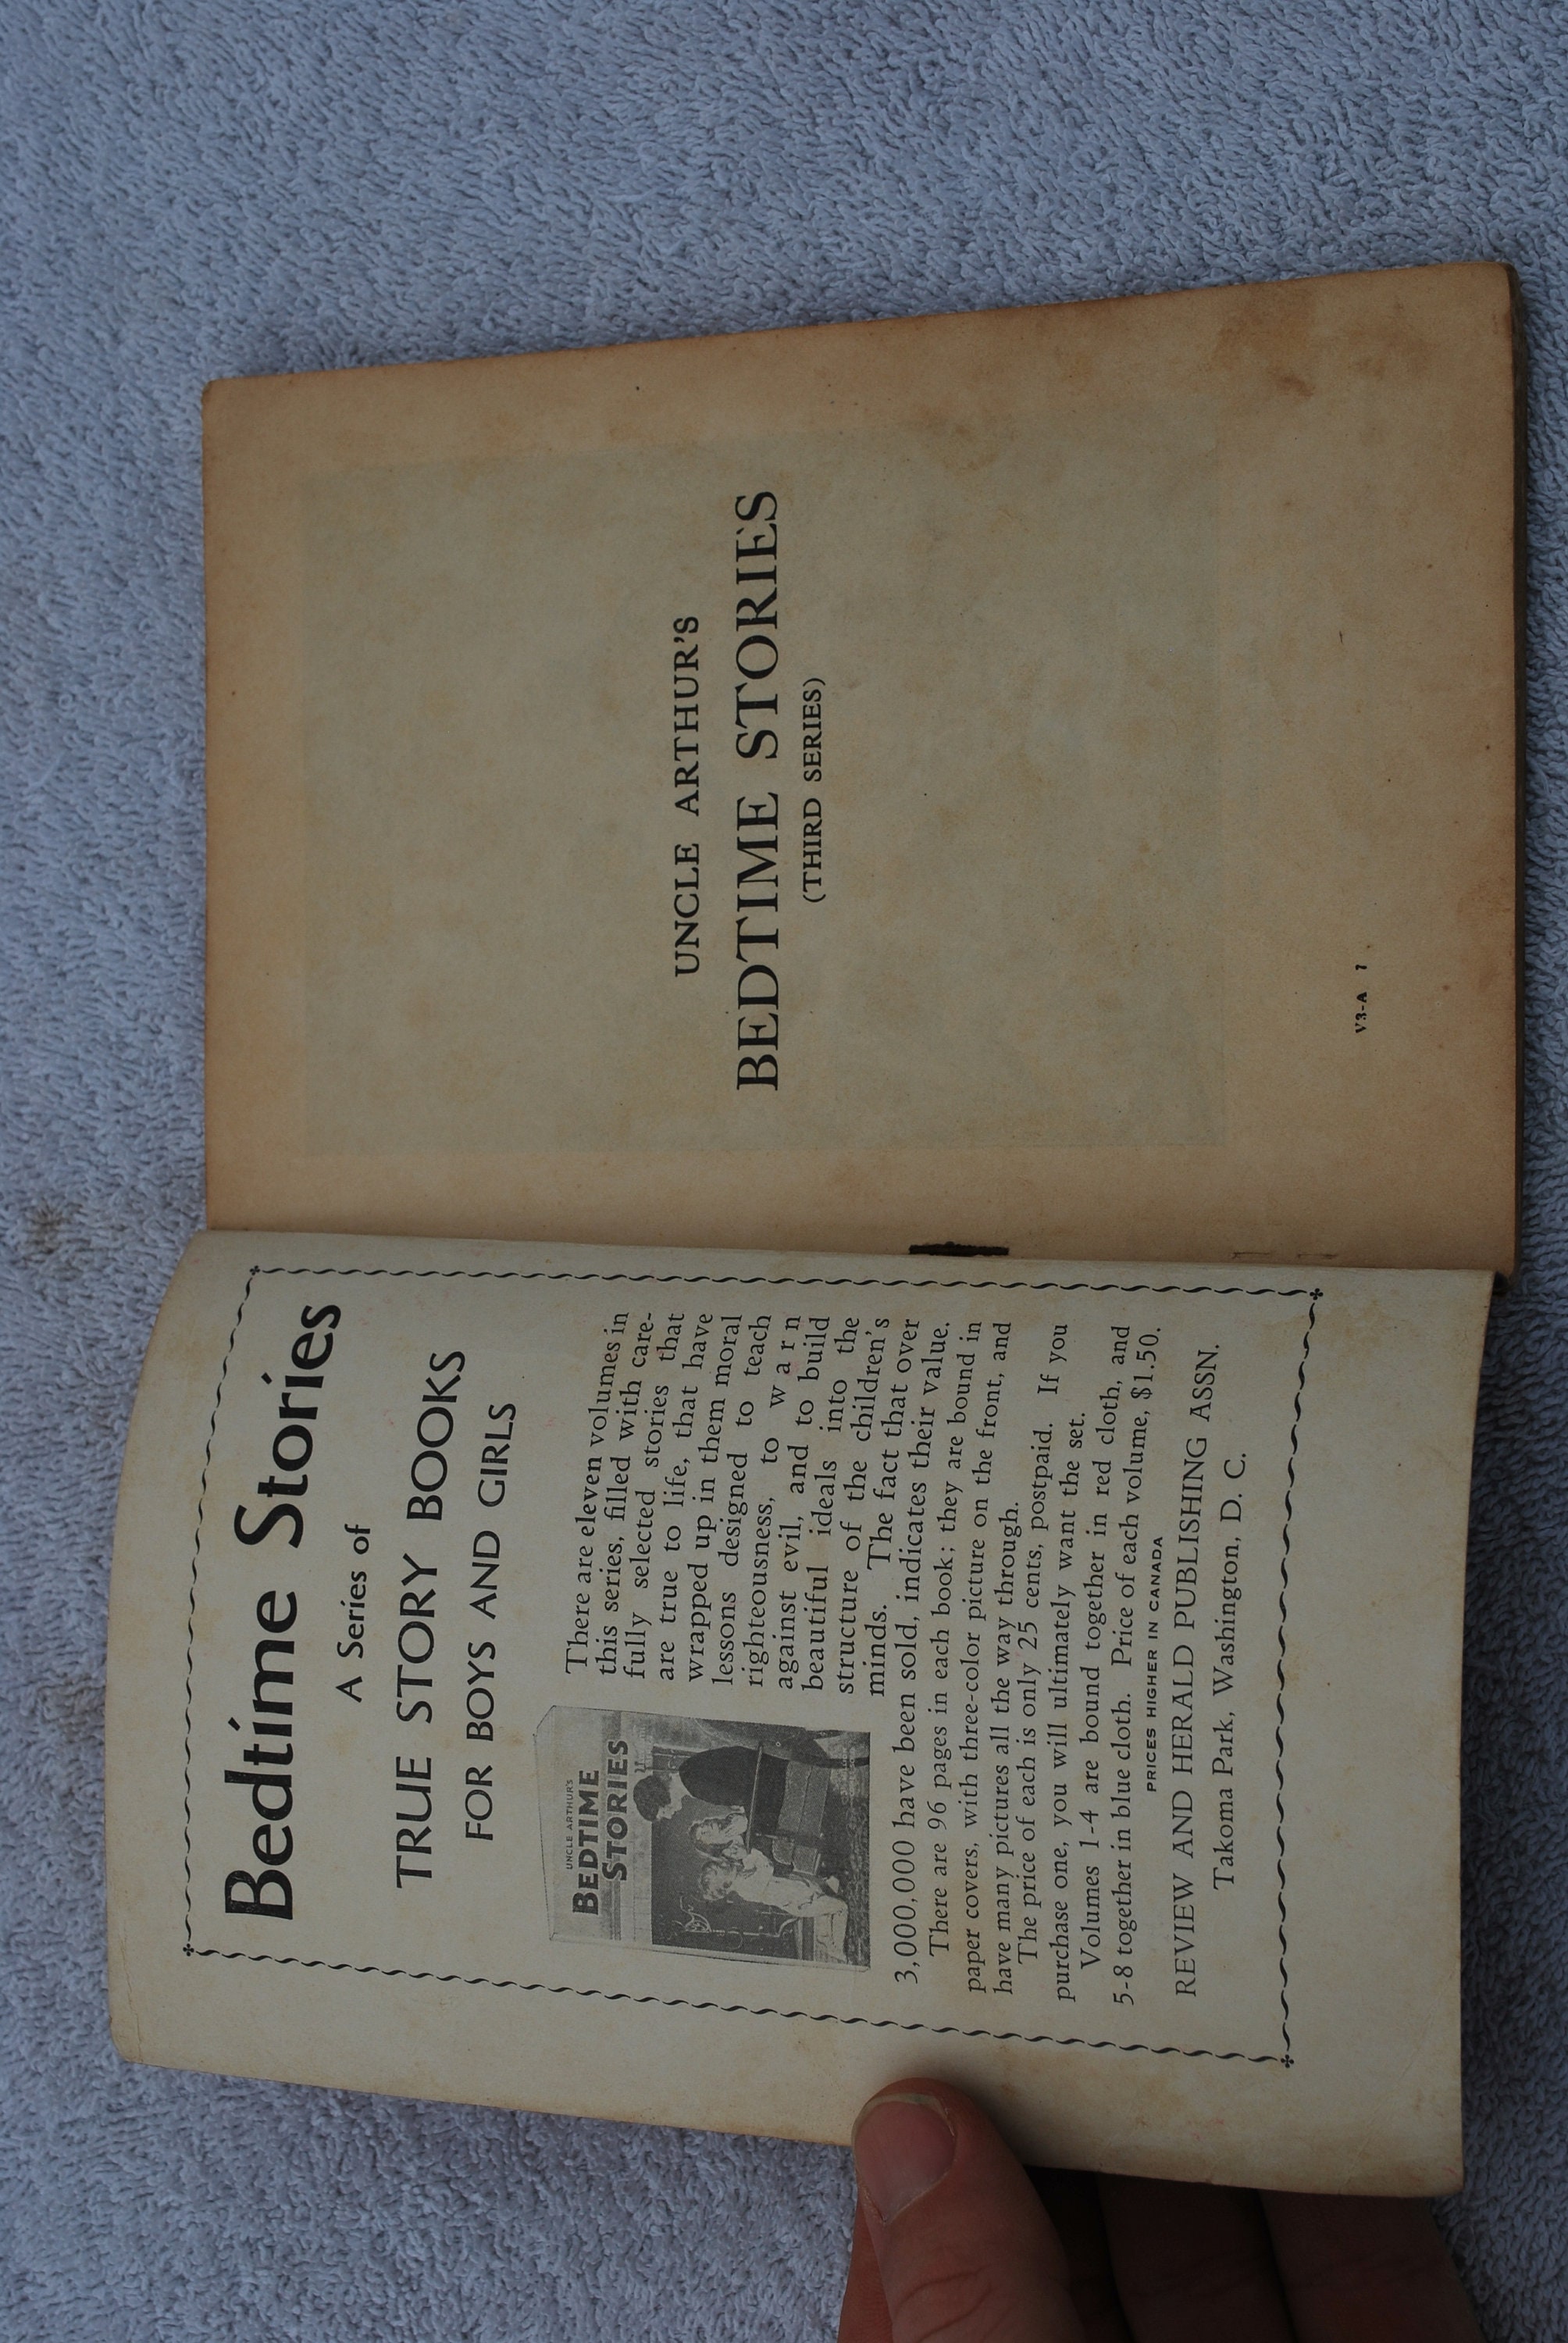 Bedtime Stories
A Series of
TRUE STORY BOOKS
FOR BOYS AND GIRLS
UNCLE ARTHUR'S
BEDTIME
STORIES
There are eleven volumes in
this series, filled with care-
fully selected stories that
are true to life, that have
wrapped up in them moral
lessons designed to teach
righteousness, to warn
against evil, and to build
beautiful ideals into the
structure of the children's
minds. The fact that over
3,000,000 have been sold, indicates their value.
There are 96 pages in each book; they are bound in
paper covers, with three-color picture on the front, and
have many pictures all the way through.
The price of each is only 25 cents, postpaid. If you
purchase one, you will ultimately want the set.
Volumes 1-4 are bound together in red cloth, and
5-8 together in blue cloth. Price of each volume, $1.50.
PRICES HIGHER IN CANADA
REVIEW AND HERALD PUBLISHING ASSN.
Takoma Park, Washington, D. C.
UNCLE ARTHUR'S
BEDTIME STORIES
(THIRD SERIES)
V3-A 1